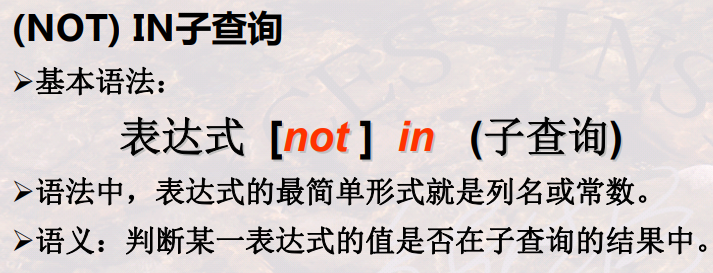 (NOT) IN子查询
➢基本语法：
表达式 [not ] in (子查询)
➢语法中，表达式的最简单形式就是列名或常数。
➢语义：判断某一表达式的值是否在子查询的结果中。